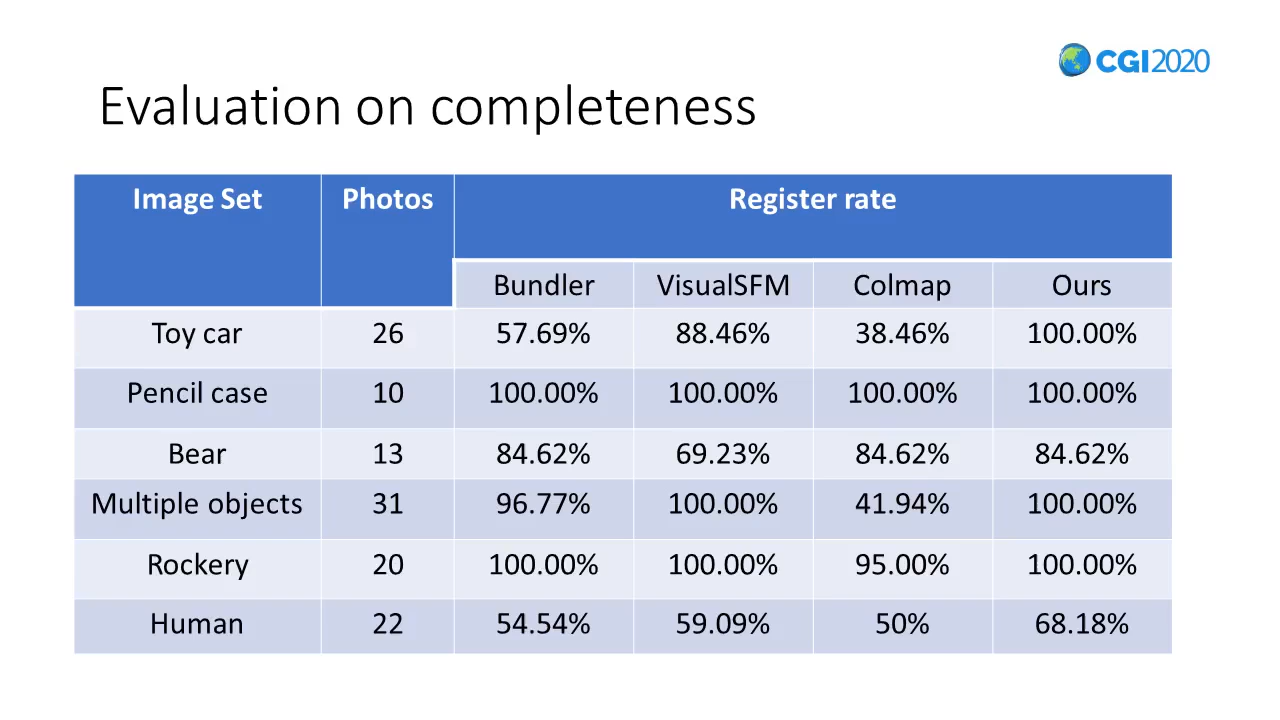 CGI2020
Evaluation on completeness
Image Set Photos Register rate
Bundler VisualSFM Colmap Ours
Toy car 26 57.69% 88.46% 38.46% 100.00%
Pencil case 10 100.00% 100.00% 100.00% 100.00%
Bear 13 84.62% 69.23% 84.62% 84.62%
Multiple objects 31 96.77% 100.00% 41.94% 100.00%
Rockery 20 100.00% 100.00% 95.00% 100.00%
Human 22 54.54% 59.09% 50% 68.18%